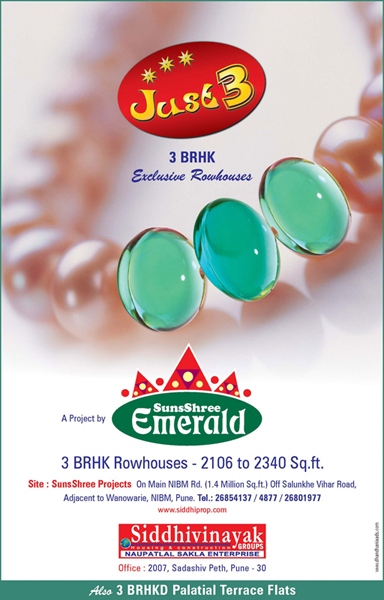 Just 3
3 BRHK
Exclusive Rowhouses
A Project by
SunsShree
Emerald
3 BRHK Rowhouses - 2106 to 2340 Sq.ft.
Site : SunsShree Projects On Main NIBM Rd. (1.4 Million Sq.ft.) Off Salunkhe Vihar Road,
Adjacent to Wanowarie, NIBM, Pune. Tel.: 26854137 / 4877 / 26801977
www.siddhiprop.com
Siddhivinayak
housing & construction GROUPS
NAUPATLAL SAKLA ENTERPRISE
Office : 2007, Sadashiv Peth, Pune - 30
Also 3 BRHKD Palatial Terrace Flats